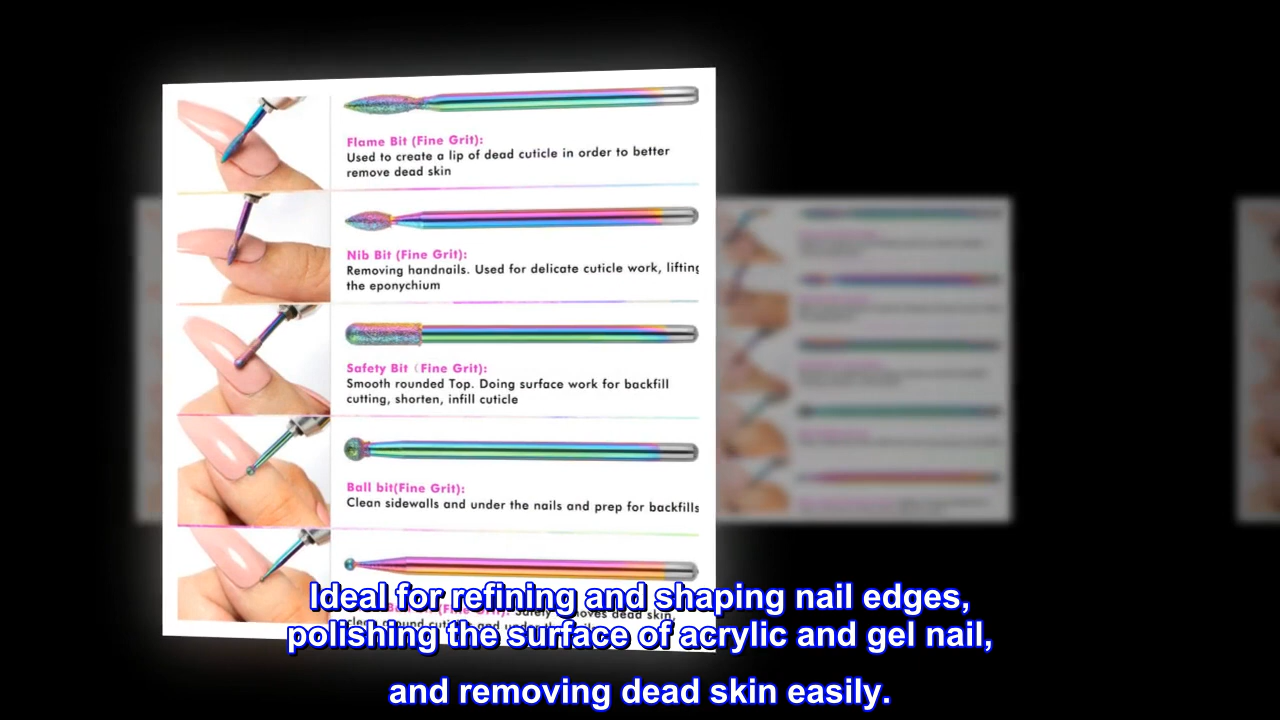 Flame Bit (Fine Grit):
Used to create a lip of dead cuticle in order to better
remove dead skin
Nib Bit (Fine Grit):
Removing handnails. Used for delicate cuticle work, lifting
the eponychium
Safety Bit (Fine Grit):
Smooth rounded Top. Doing surface work for backfill
cutting, shorten, infill cuticle
Ball bit(Fine Grit):
Clean sidewalls and under the nails and prep for backfills
dead skin,
Ideal for refining and shaping nail edges,
polishing the surface of acrylic and gel nail,
and removing dead skin easily.